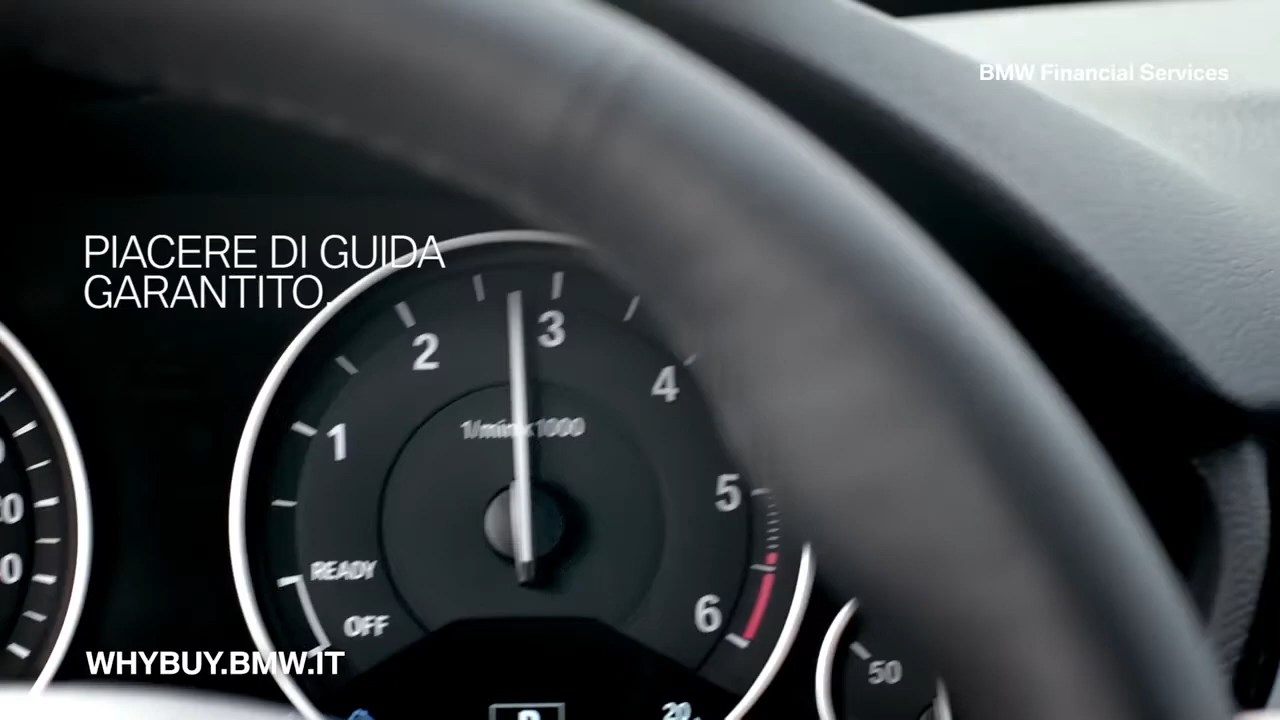 BMW Financial Services
PIACERE DI GUIDA
GARANTITO.
3
2
4
1/min x1000
1
5
READY
6
OFF
WHYBUY.BMW.IT
50
20